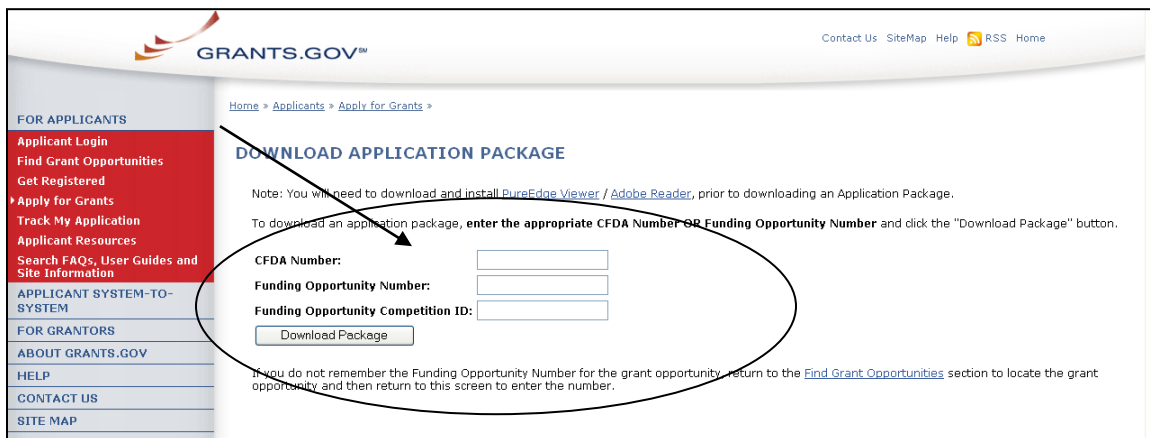 GRANTS.GOV℠
Contact Us SiteMap Help RSS Home
Home » Applicants » Apply for Grants »
FOR APPLICANTS
Applicant Login
Find Grant Opportunities
Get Registered
Apply for Grants
Track My Application
Applicant Resources
Search FAQs, User Guides and
Site Information
APPLICANT SYSTEM-TO-
SYSTEM
FOR GRANTORS
ABOUT GRANTS.GOV
HELP
CONTACT US
SITE MAP
DOWNLOAD APPLICATION PACKAGE
Note: You will need to download and install PureEdge Viewer / Adobe Reader, prior to downloading an Application Package.
To download an application package, enter the appropriate CFDA Number OR Funding Opportunity Number and click the "Download Package" button.
CFDA Number:
Funding Opportunity Number:
Funding Opportunity Competition ID:
Download Package
If you do not remember the Funding Opportunity Number for the grant opportunity, return to the Find Grant Opportunities section to locate the grant
opportunity and then return to this screen to enter the number.